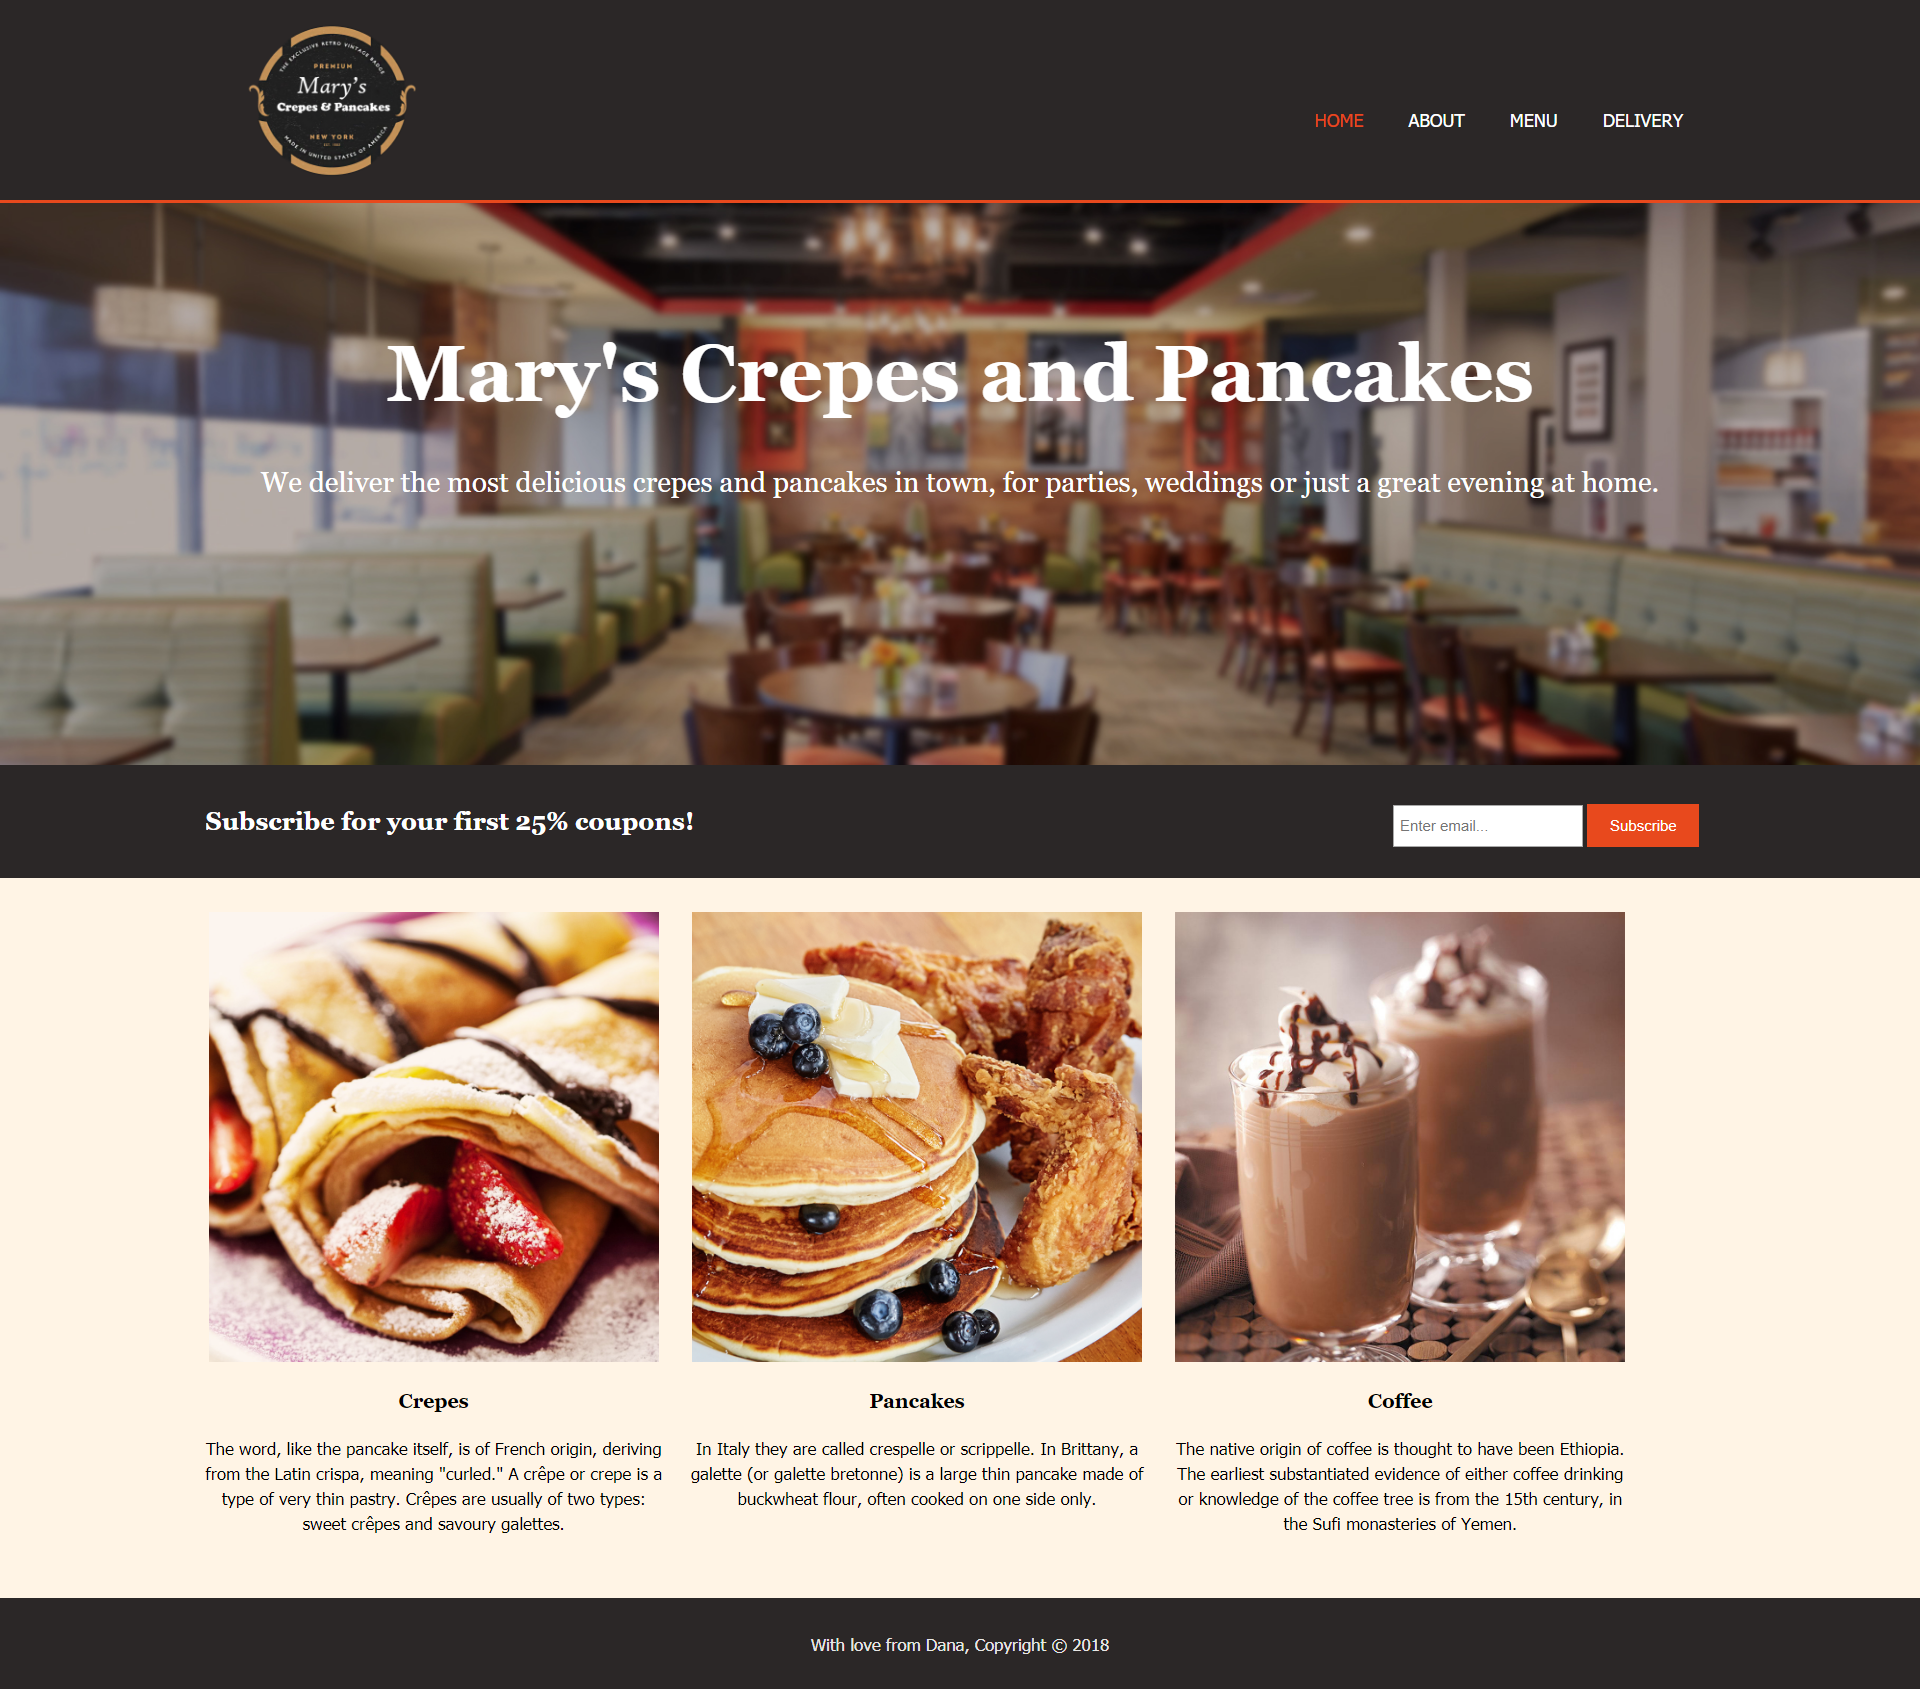 THE EXCLUSIVE RETRO VINTAGE BADGE
PREMIUM
Mary's
Crepes & Pancakes
NEW YORK
MADE IN UNITED STATES OF AMERICA
HOME ABOUT MENU DELIVERY
Mary's Crepes and Pancakes
We deliver the most delicious crepes and pancakes in town, for parties, weddings or just a great evening at home.
Subscribe for your first 25% coupons!
Enter email... Subscribe
Crepes
The word, like the pancake itself, is of French origin, deriving
from the Latin crispa, meaning "curled." A crêpe or crepe is a
type of very thin pastry. Crêpes are usually of two types:
sweet crêpes and savoury galettes.
Pancakes
In Italy they are called crespelle or scrippelle. In Brittany, a
galette (or galette bretonne) is a large thin pancake made of
buckwheat flour, often cooked on one side only.
Coffee
The native origin of coffee is thought to have been Ethiopia.
The earliest substantiated evidence of either coffee drinking
or knowledge of the coffee tree is from the 15th century, in
the Sufi monasteries of Yemen.
With love from Dana, Copyright © 2018